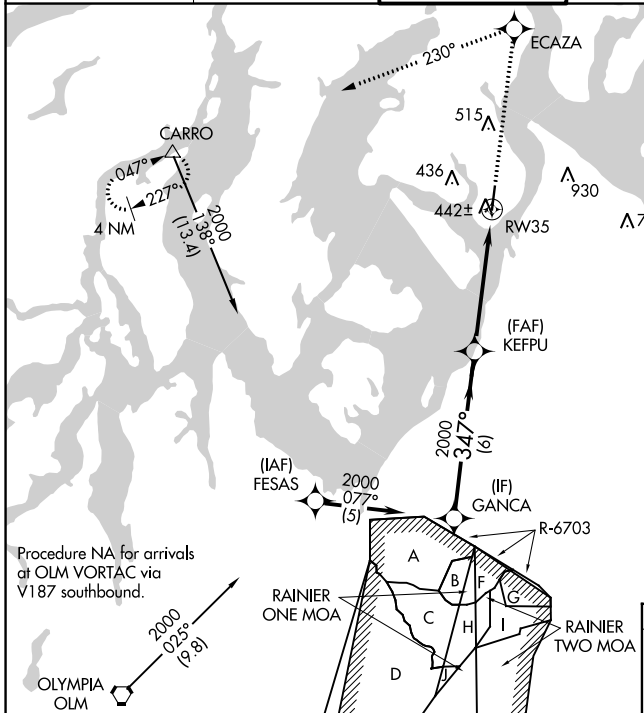 ECAZA
230°
515
CARRO
047°
436
930
227°
442±
7
4 NM
RW35
2000
138°
(13.4)
(FAF)
KEFPU
2000
347°
(6)
(IAF)
FESAS
2000
077°
(5)
(IF)
GANCA
R-6703
Procedure NA for arrivals
at OLM VORTAC via
V187 southbound.
A
B
F
G
RAINIER
ONE MOA
C
H
I
RAINIER
TWO MOA
2000
025°
(9.8)
D
J
OLYMPIA
OLM